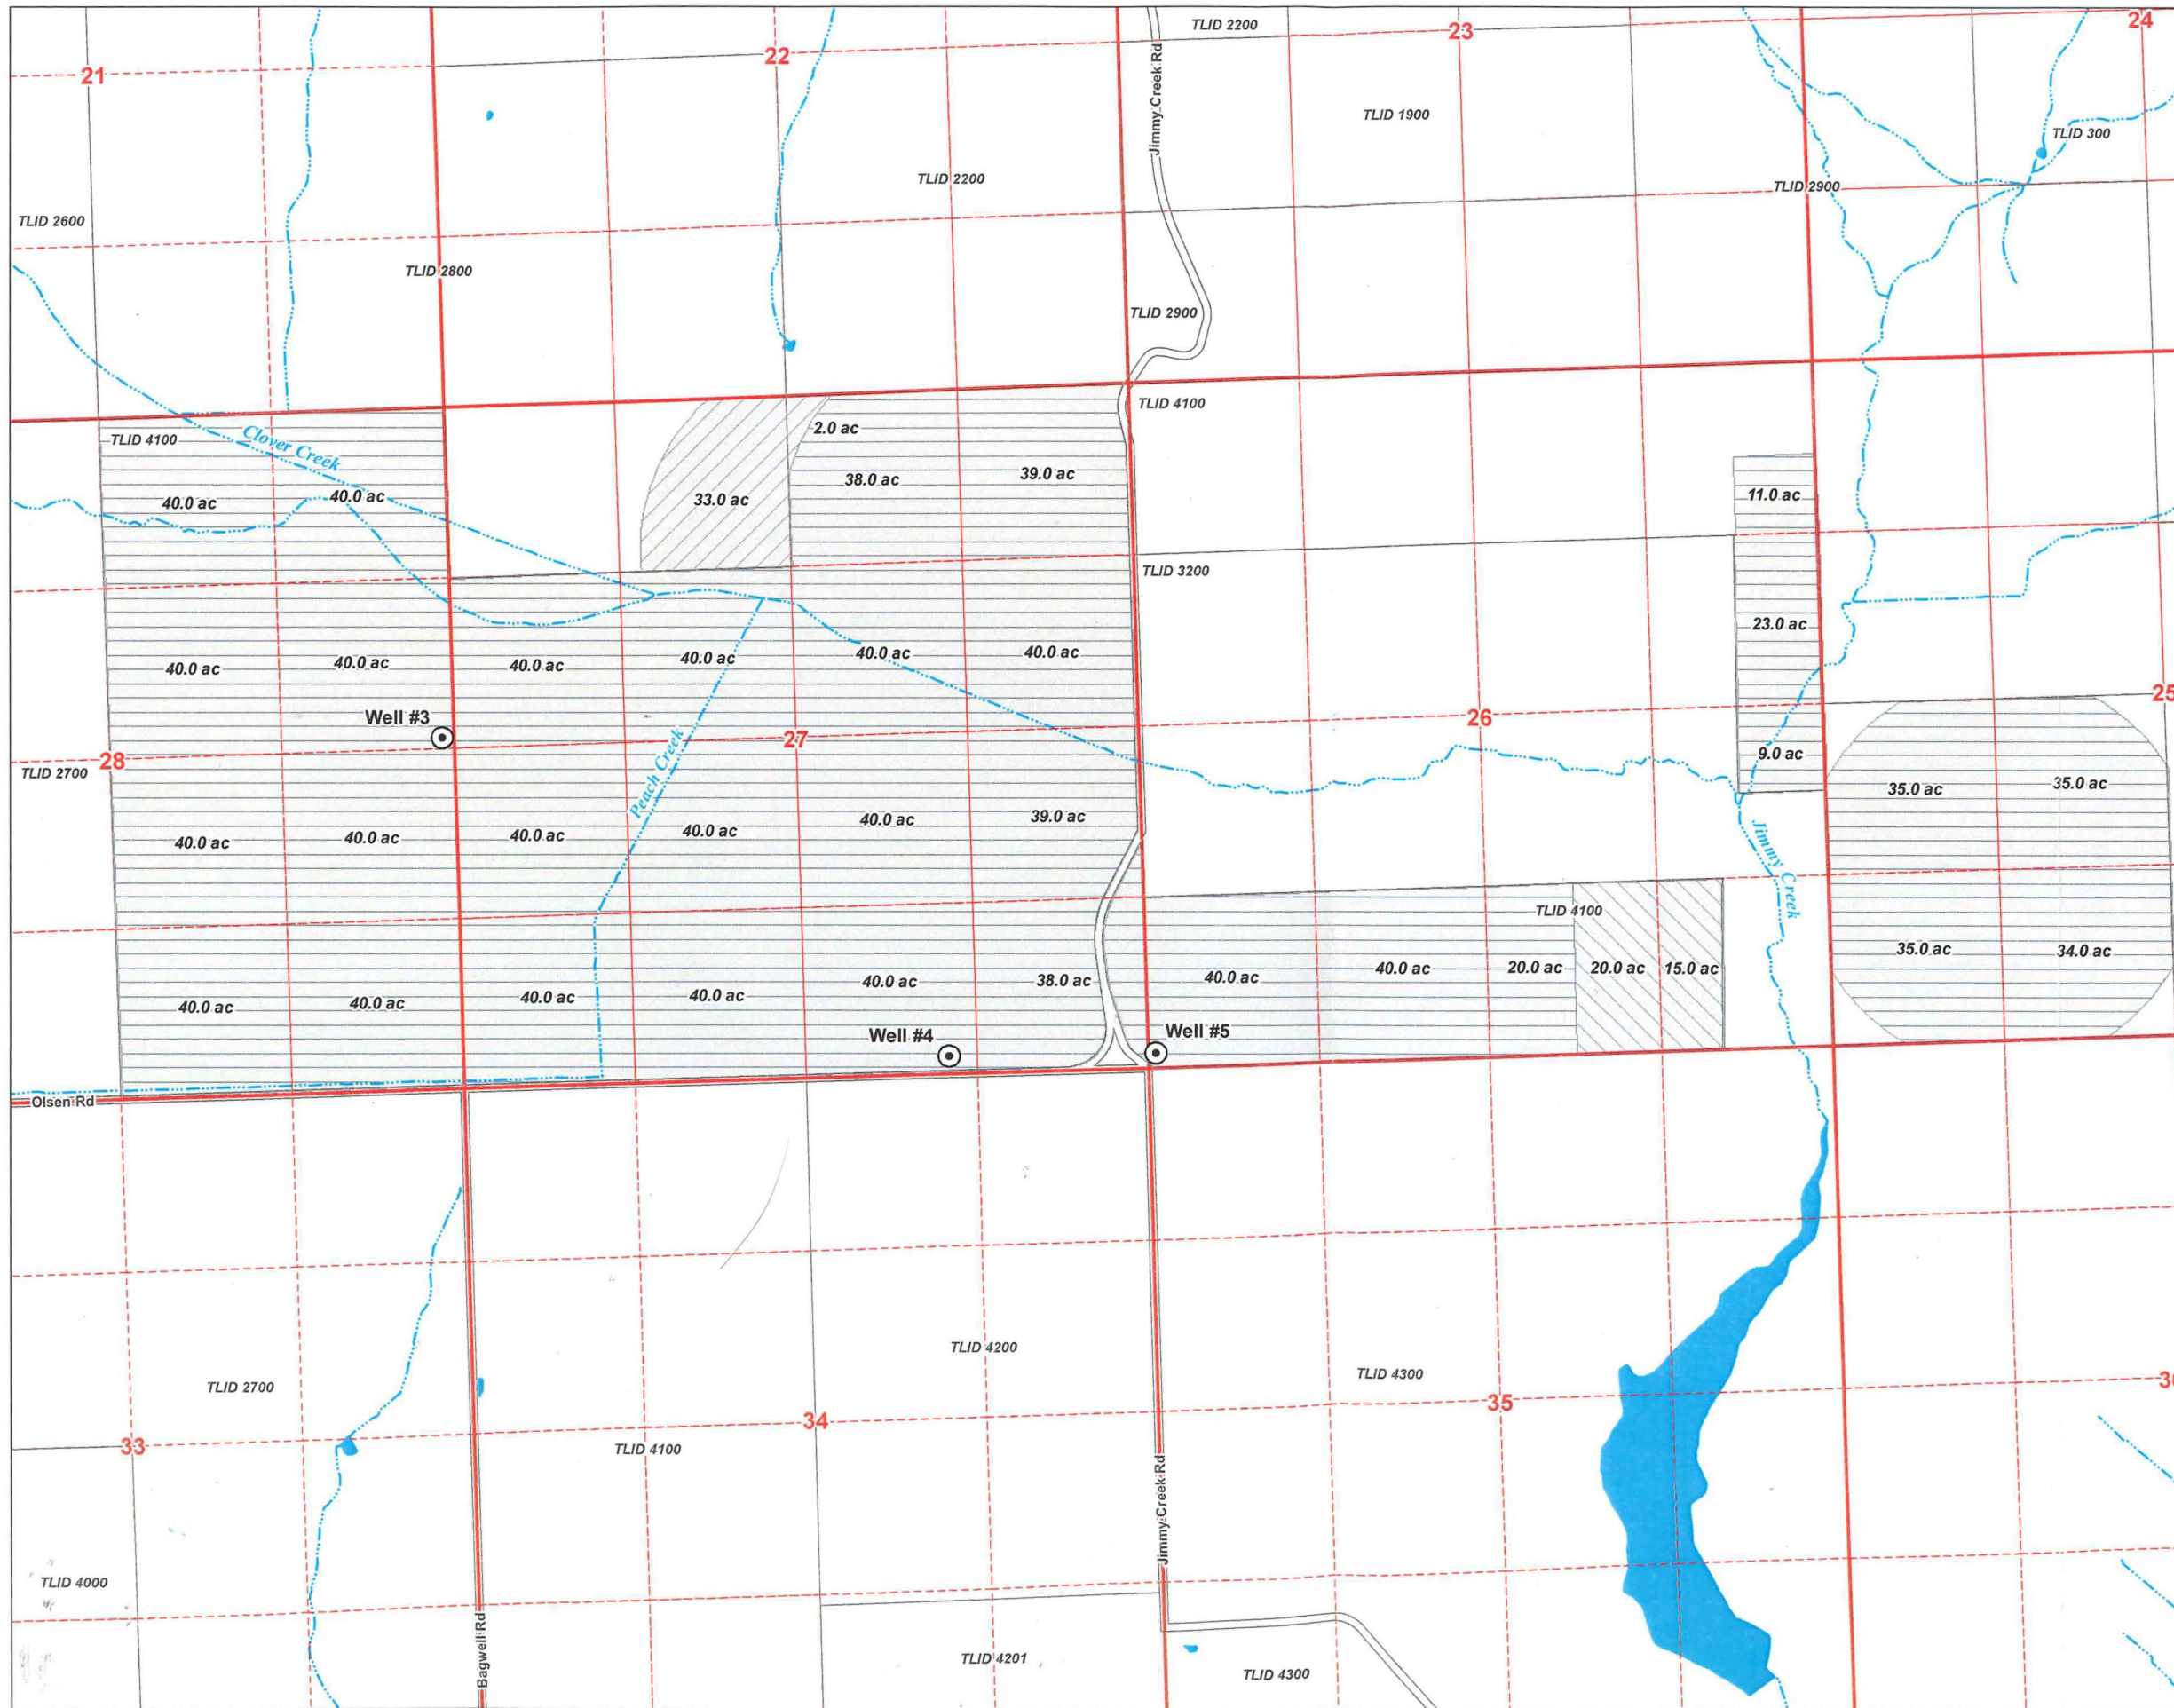 24
TLID 2200
23
22
21
Jimmy Creek Rd
TLID 1900
TLID 300
TLID 2200
TLID 2900
TLID 2600
TLID 2800
TLID 2900
TLID 4100
2.0 ac
TLID 4100
Clover Creek
38.0 ac
39.0 ac
40.0 ac
40.0 ac
33.0 ac
11.0 ac
TLID 3200
23.0 ac
40.0 ac
40.0 ac
40.0 ac
40.0 ac
40.0 ac
40.0 ac
25
Well #3
26
27
28
TLID 2700
Peach Creek
9.0 ac
35.0 ac
35.0 ac
40.0 ac
40.0 ac
40.0 ac
40.0 ac
40.0 ac
39.0 ac
Jimmy Creek
TLID 4100
35.0 ac
34.0 ac
40.0 ac
40.0 ac
40.0 ac
40.0 ac
40.0 ac
38.0 ac
40.0 ac
40.0 ac
20.0 ac
20.0 ac
15.0 ac
Well #4
Well #5
Olsen Rd
TLID 4200
TLID 4300
TLID 2700
35
34
33
TLID 4100
Jimmy Creek Rd
TLID 4000
Bagwell Rd
TLID 4201
TLID 4300